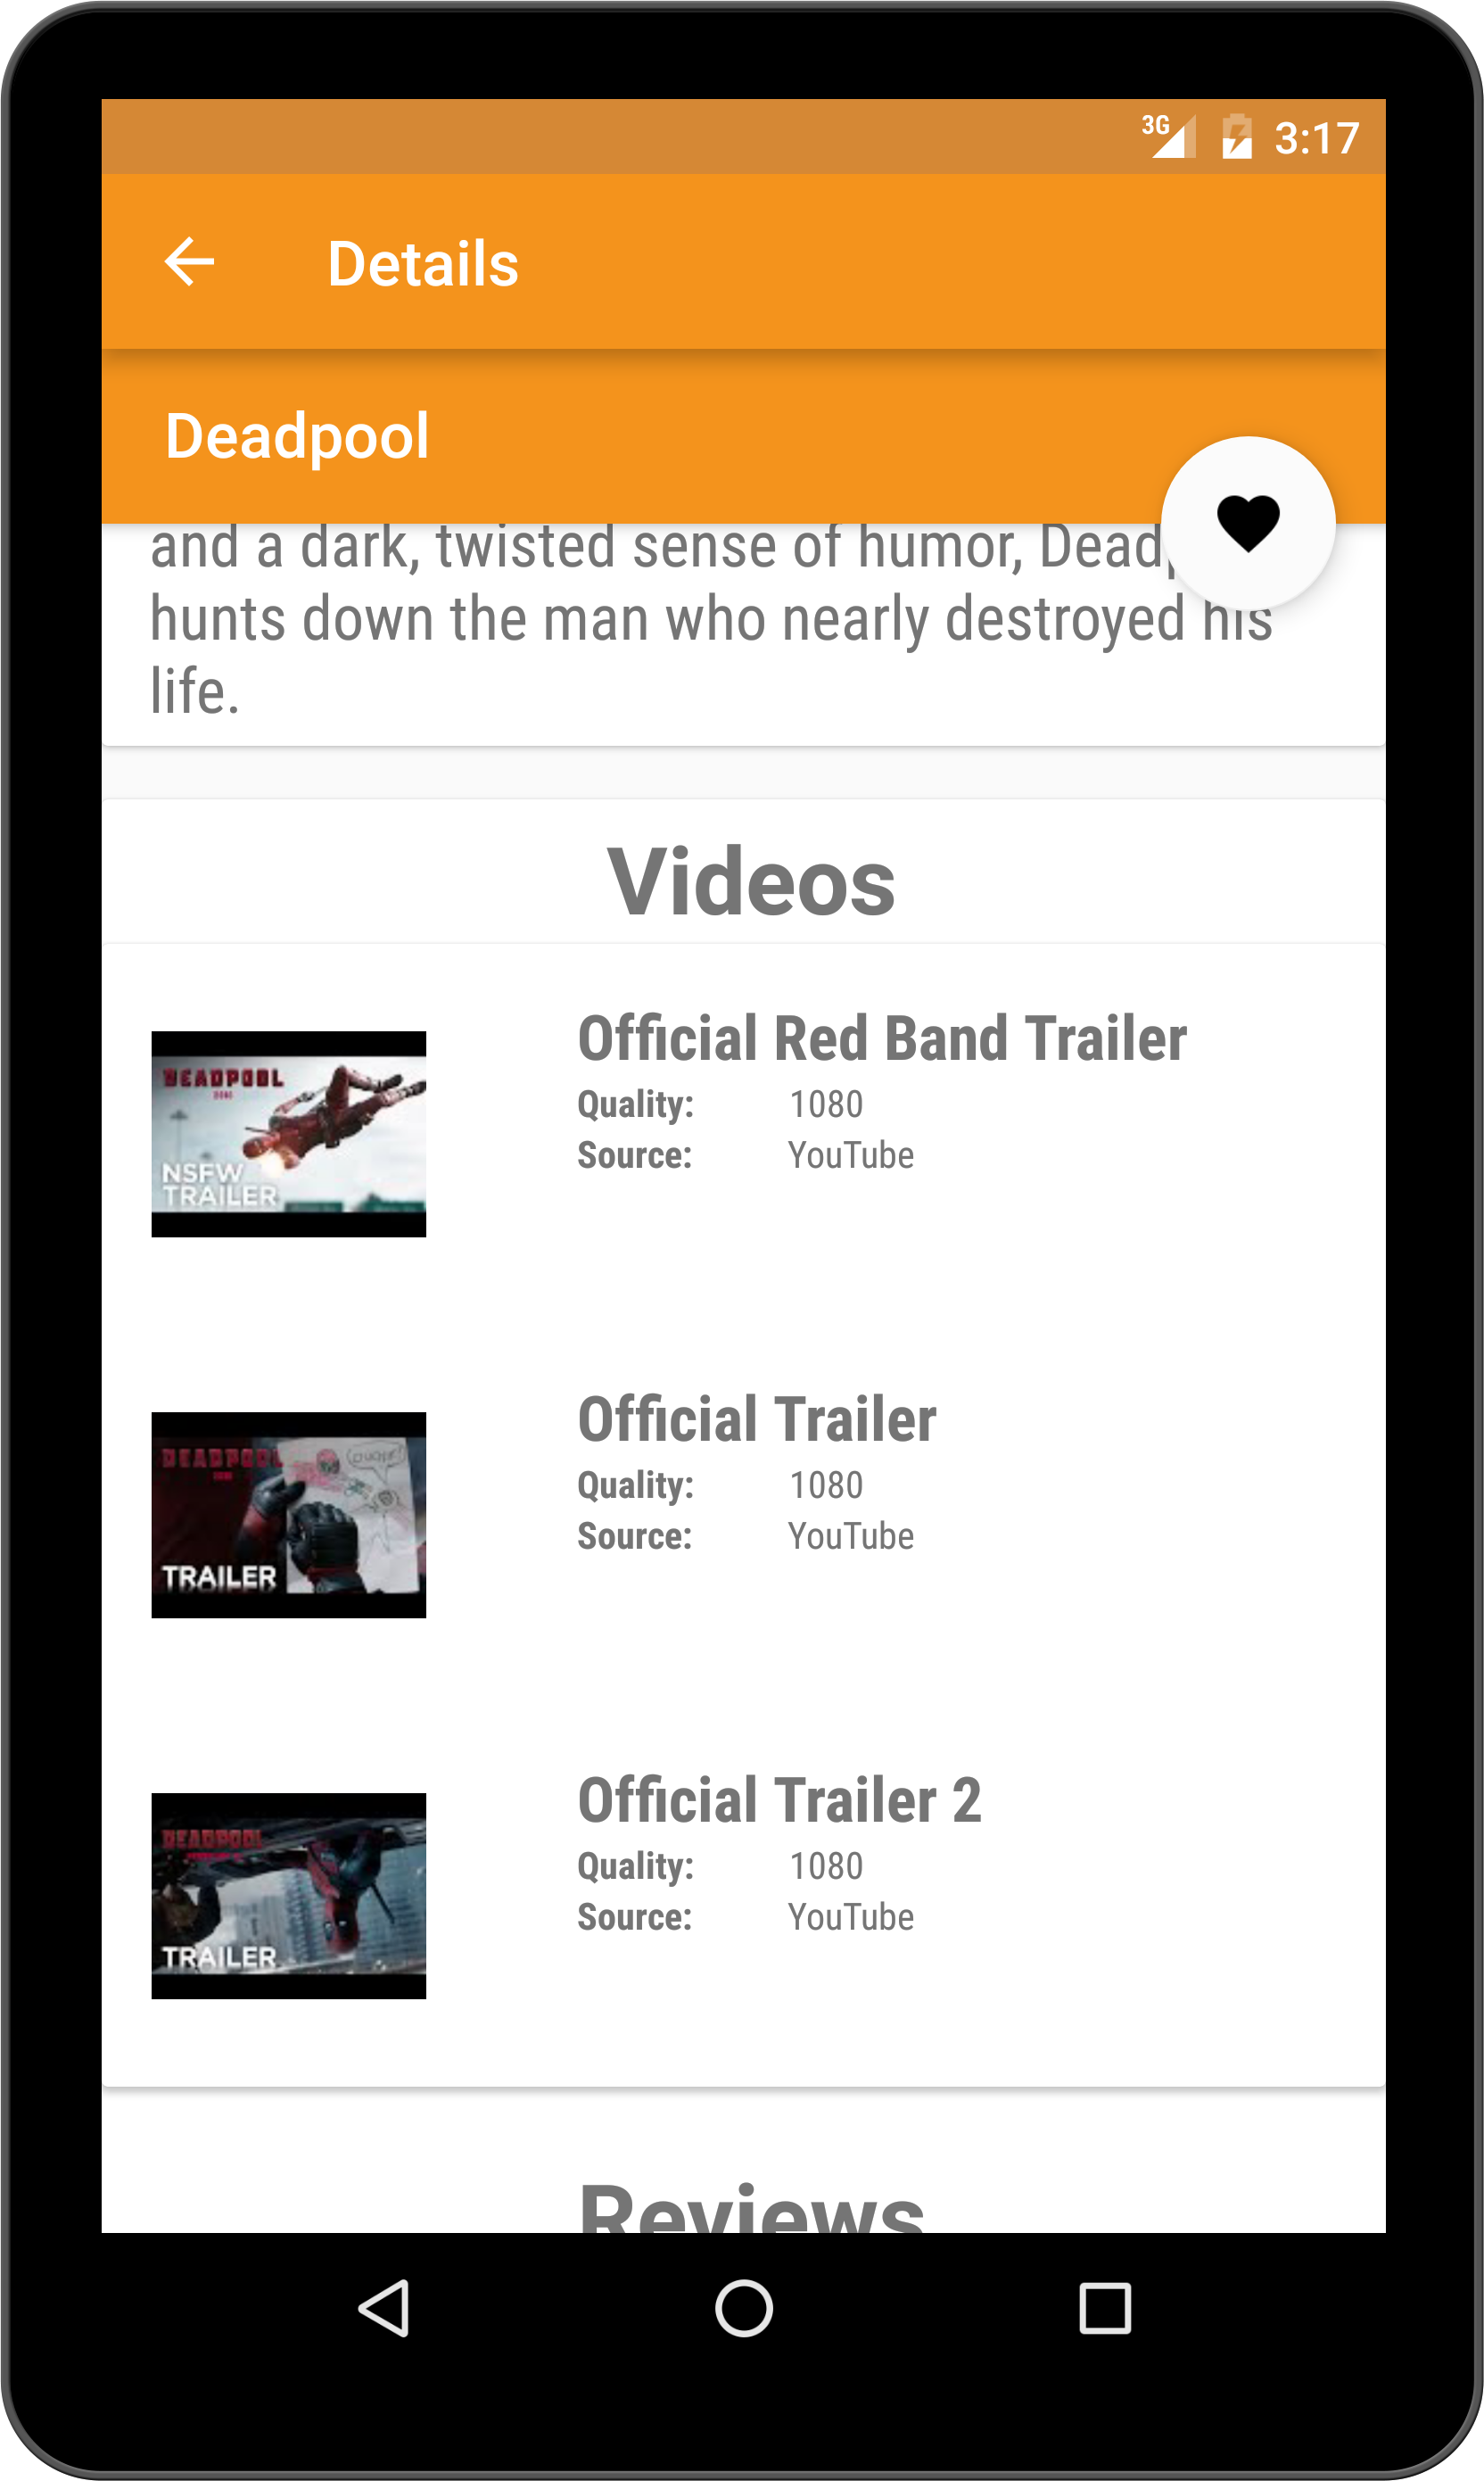 3G 3:17
Details
Deadpool
and a dark, twisted sense of humor,
hunts down the man who nearly destroyed his
life.
Videos
DEADPOOL
NSFW
TRAILER
Official Red Band Trailer
Quality: 1080
Source: YouTube
DEADPOOL
TRAILER
Official Trailer
Quality: 1080
Source: YouTube
DEADPOOL
TRAILER
Official Trailer 2
Quality: 1080
Source: YouTube
Reviews